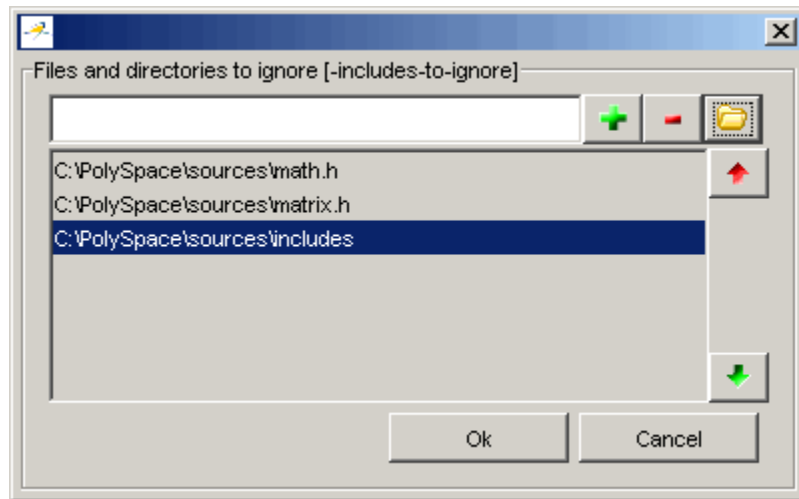 Files and directories to ignore [-includes-to-ignore]
C:\PolySpace\sources\math.h
C:\PolySpace\sources\matrix.h
C:\PolySpace\sources\includes
Ok
Cancel